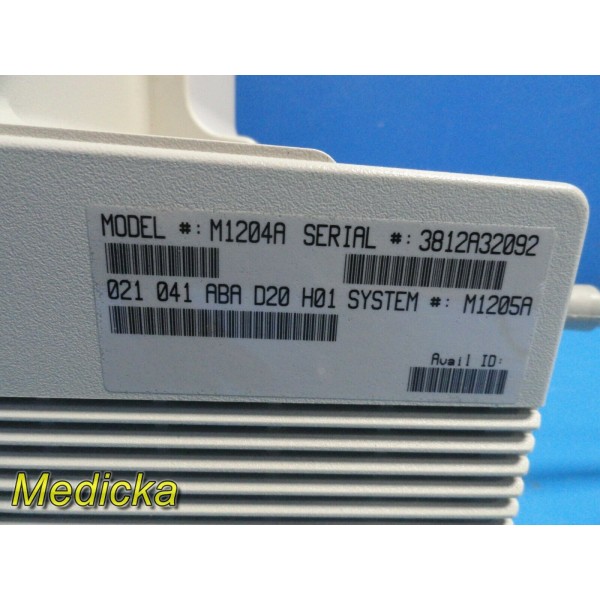 MODEL #: M1204A SERIAL #: 3812A32092
021 041 ABA D20 H01 SYSTEM #: M1205A
Avail ID:
Medicka